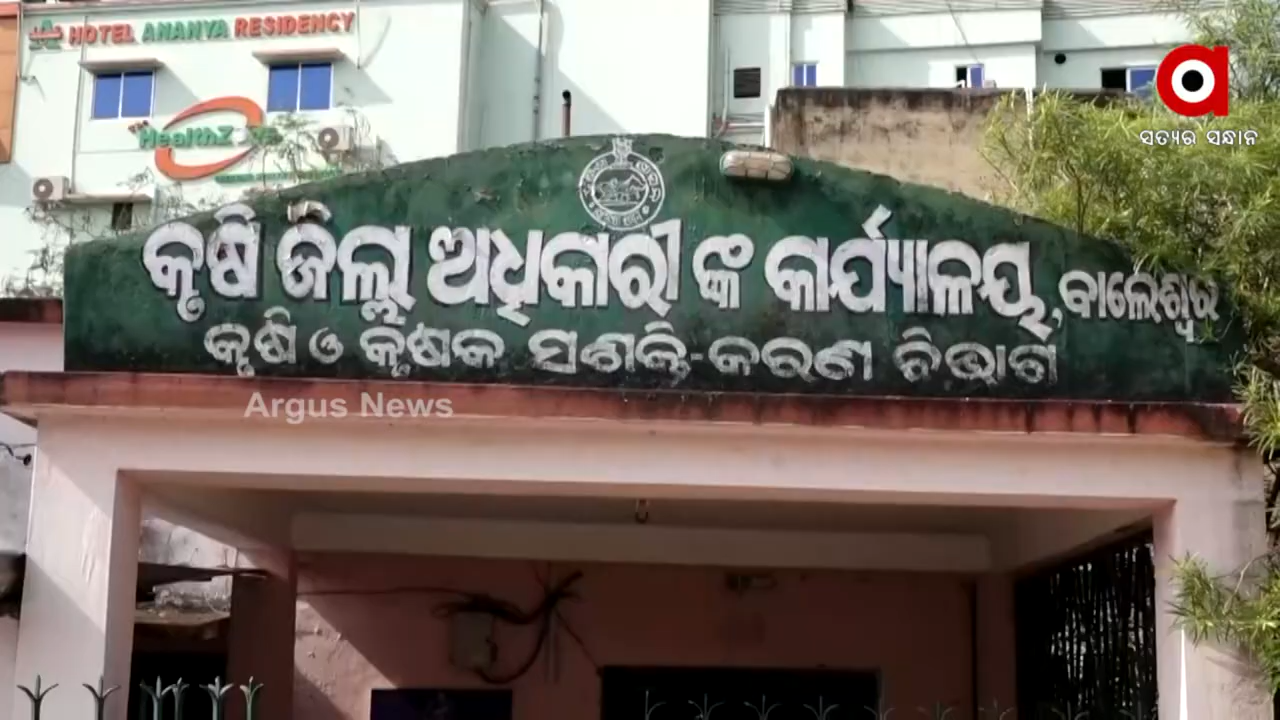 HOTEL ANANYA RESIDENCY
HealthZ
ସତ୍ୟର ସନ୍ଧାନ
କୃଷି ଜିଲ୍ଲା ଅଧିକାରୀ ଙ୍କ କାର୍ଯ୍ୟାଳୟ, ବାଲେଶ୍ୱର
କୃଷି ଓ କୃଷକ ସଶକ୍ତି-କରଣ ବିଭାଗ
Argus News